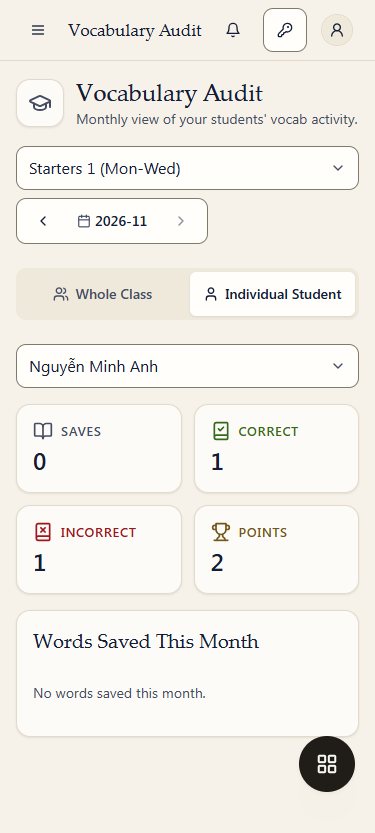 Vocabulary Audit
Vocabulary Audit
Monthly view of your students' vocab activity.
Starters 1 (Mon-Wed)
2026-11
Whole Class
Individual Student
Nguyễn Minh Anh
SAVES
0
CORRECT
1
INCORRECT
1
POINTS
2
Words Saved This Month
No words saved this month.